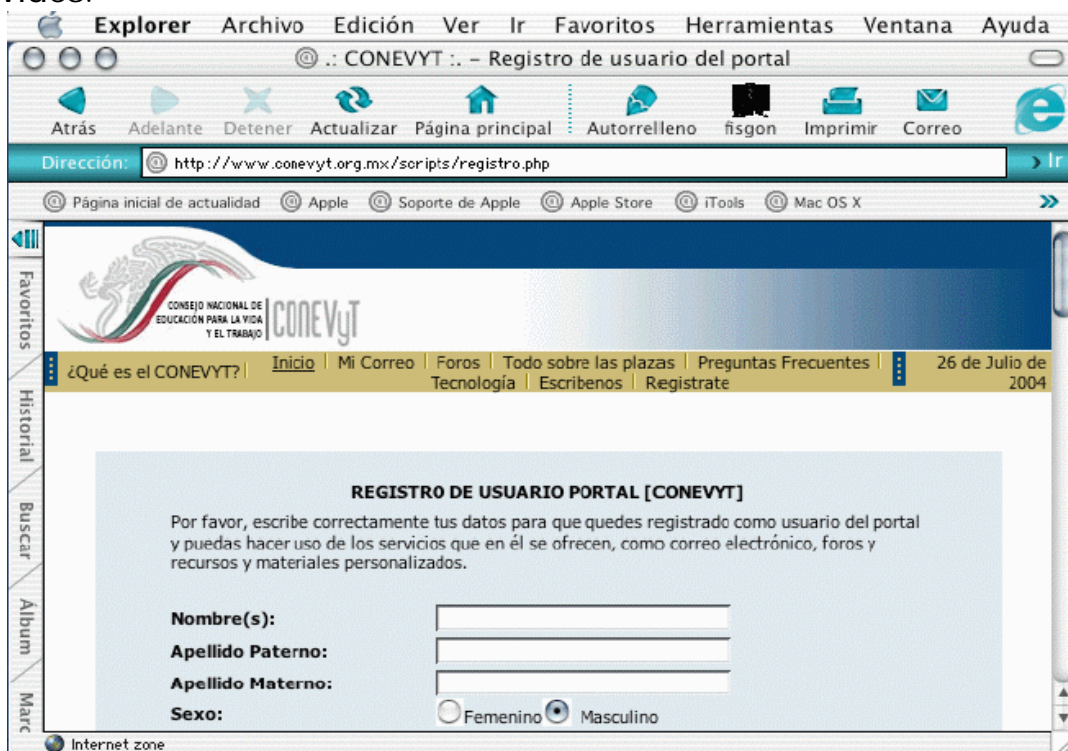 Explorer Archivo Edición Ver Ir Favoritos Herramientas Ventana Ayuda
.: CONEVYT :. – Registro de usuario del portal
Atrás Adelante Detener Actualizar Página principal Autorrelleno fisgon Imprimir Correo
Dirección: http://www.conevyt.org.mx/scripts/registro.php Ir
Página inicial de actualidad Apple Soporte de Apple Apple Store iTools Mac OS X
Favoritos
Historial
Buscar
Álbum
Marc
CONSEJO NACIONAL DE
EDUCACIÓN PARA LA VIDA
Y EL TRABAJO
CONEVyT
¿Qué es el CONEVYT? Inicio Mi Correo Foros Todo sobre las plazas Preguntas Frecuentes 26 de Julio de
Tecnología Escribenos Registrate 2004
REGISTRO DE USUARIO PORTAL [CONEVYT]
Por favor, escribe correctamente tus datos para que quedes registrado como usuario del portal
y puedas hacer uso de los servicios que en él se ofrecen, como correo electrónico, foros y
recursos y materiales personalizados.
Nombre(s):
Apellido Paterno:
Apellido Materno:
Sexo: Femenino Masculino
Internet zone